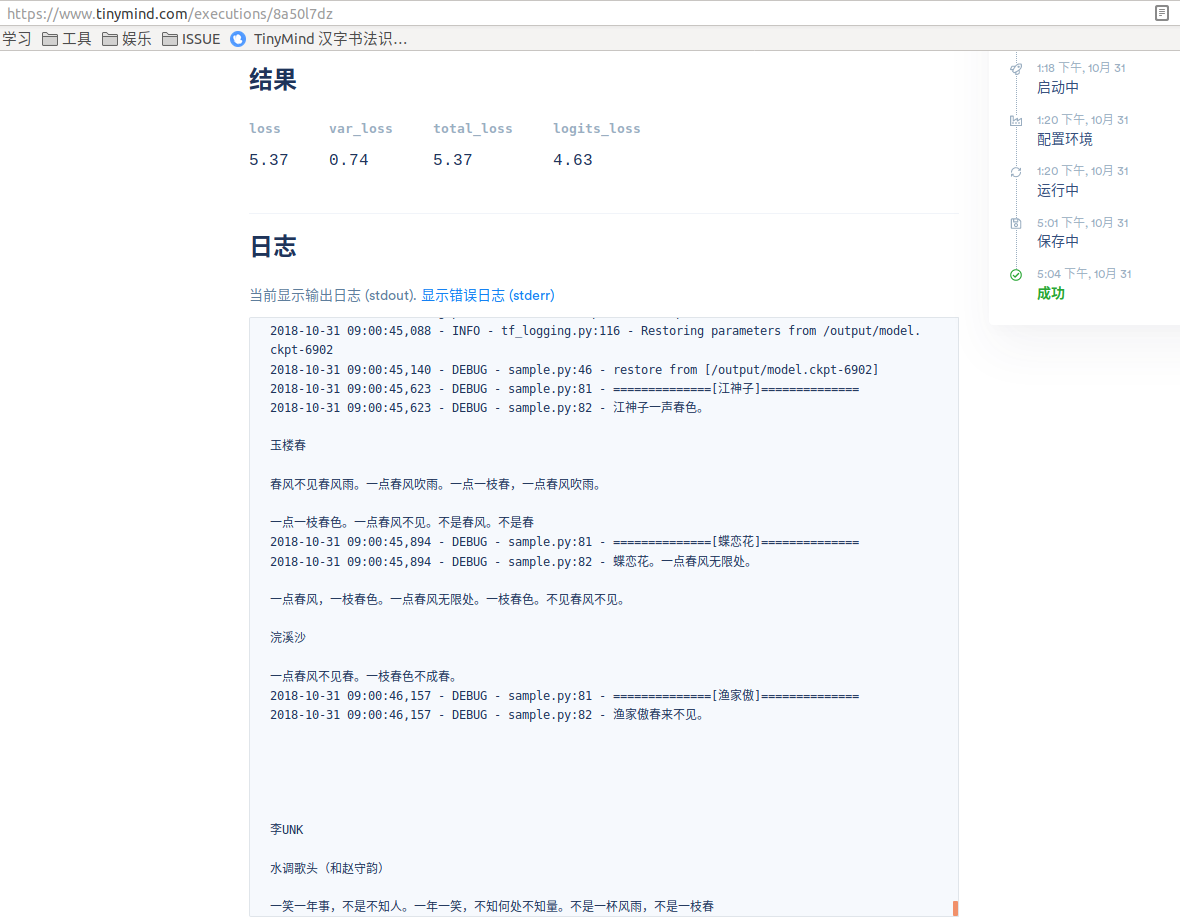 https://www.tinymind.com/executions/8a50l7dz
学习 工具 娱乐 ISSUE TinyMind 汉字书法识…
结果
loss var_loss total_loss logits_loss
5.37 0.74 5.37 4.63
日志
当前显示输出日志 (stdout). 显示错误日志 (stderr)
2018-10-31 09:00:45,088 - INFO - tf_logging.py:116 - Restoring parameters from /output/model.
ckpt-6902
2018-10-31 09:00:45,140 - DEBUG - sample.py:46 - restore from [/output/model.ckpt-6902]
2018-10-31 09:00:45,623 - DEBUG - sample.py:81 - ==============[江神子]==============
2018-10-31 09:00:45,623 - DEBUG - sample.py:82 - 江神子一声春色。
玉楼春
春风不见春风雨。一点春风吹雨。一点一枝春，一点春风吹雨。
一点一枝春色。一点春风不见。不是春风。不是春
2018-10-31 09:00:45,894 - DEBUG - sample.py:81 - ==============[蝶恋花]==============
2018-10-31 09:00:45,894 - DEBUG - sample.py:82 - 蝶恋花。一点春风无限处。
一点春风，一枝春色。一点春风无限处。一枝春色。不见春风不见。
浣溪沙
一点春风不见春。一枝春色不成春。
2018-10-31 09:00:46,157 - DEBUG - sample.py:81 - ==============[渔家傲]==============
2018-10-31 09:00:46,157 - DEBUG - sample.py:82 - 渔家傲春来不见。
李UNK
水调歌头（和赵守韵）
一笑一年事，不是不知人。一年一笑，不知何处不知量。不是一杯风雨，不是一枝春
1:18 下午, 10月 31
启动中
1:20 下午, 10月 31
配置环境
1:20 下午, 10月 31
运行中
5:01 下午, 10月 31
保存中
5:04 下午, 10月 31
成功